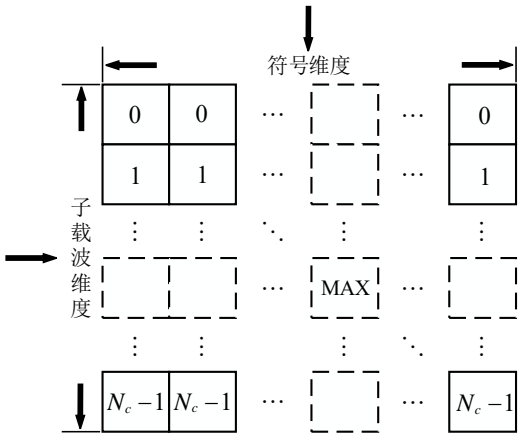 符号维度
0 0 … … 0
1 1 … … 1
子载波维度
⋮ ⋮ ⋱ ⋮ ⋮
… MAX …
⋮ ⋮ ⋮ ⋱ ⋮
N_c −1 N_c −1 … … N_c −1